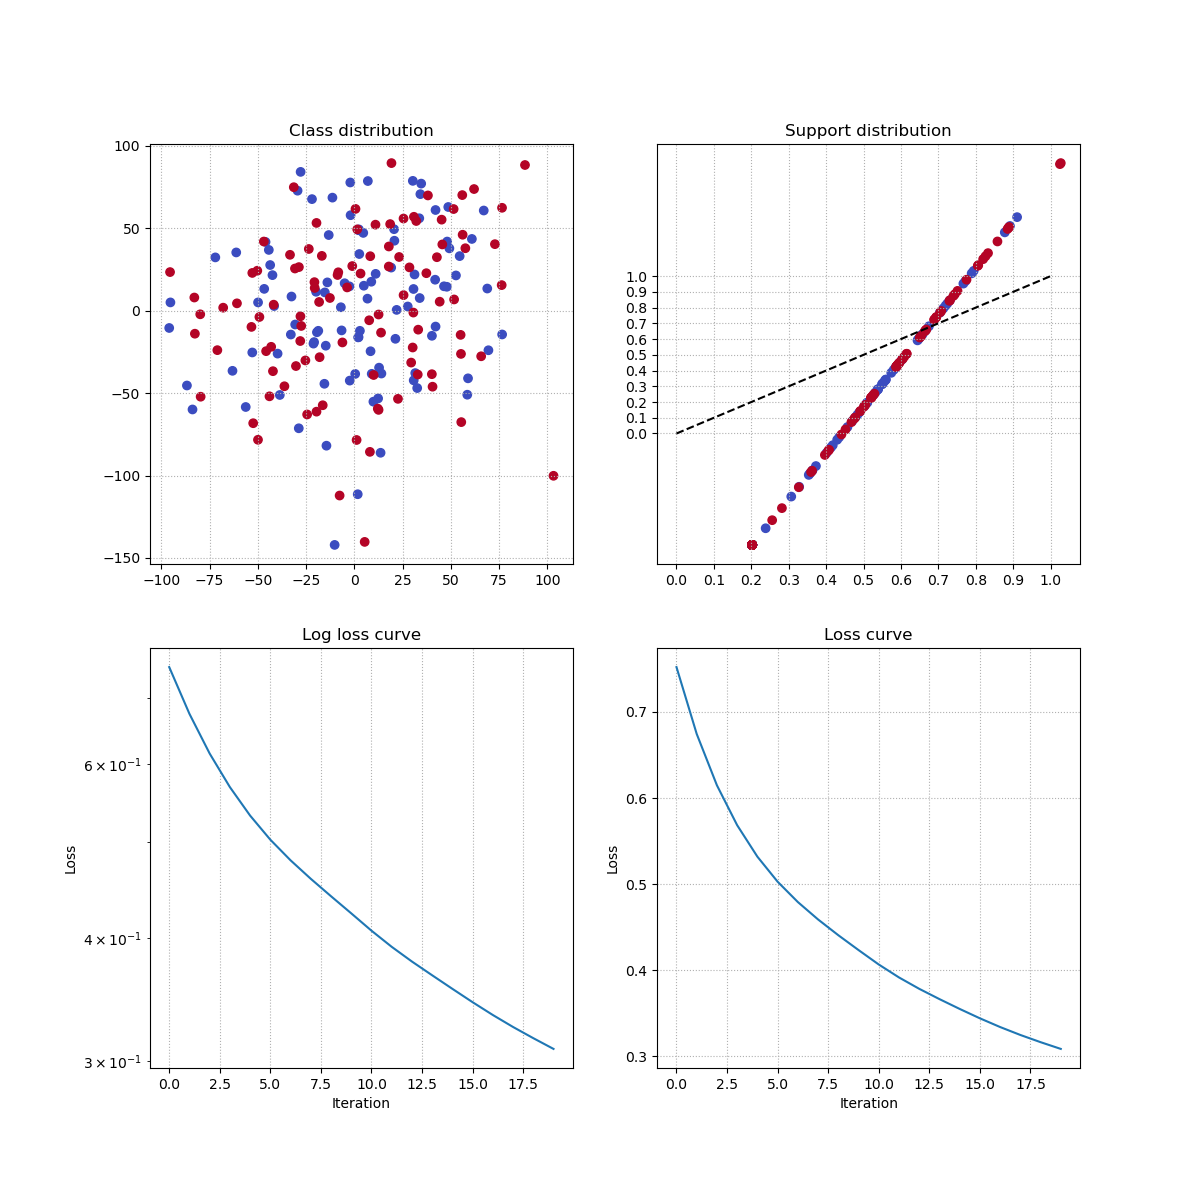 Class distribution
100
50
0
−50
−100
−150
−100 −75 −50 −25 0 25 50 75 100
Support distribution
1.0
0.9
0.8
0.7
0.6
0.5
0.4
0.3
0.2
0.1
0.0
0.0 0.1 0.2 0.3 0.4 0.5 0.6 0.7 0.8 0.9 1.0
Log loss curve
Loss
6 × 10⁻¹
4 × 10⁻¹
3 × 10⁻¹
0.0 2.5 5.0 7.5 10.0 12.5 15.0 17.5
Iteration
Loss curve
Loss
0.7
0.6
0.5
0.4
0.3
0.0 2.5 5.0 7.5 10.0 12.5 15.0 17.5
Iteration